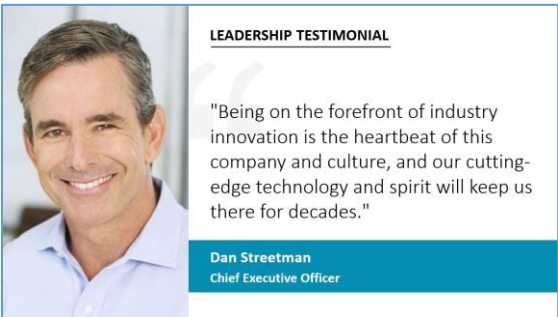 LEADERSHIP TESTIMONIAL
"Being on the forefront of industry
innovation is the heartbeat of this
company and culture, and our cutting-
edge technology and spirit will keep us
there for decades."
Dan Streetman
Chief Executive Officer